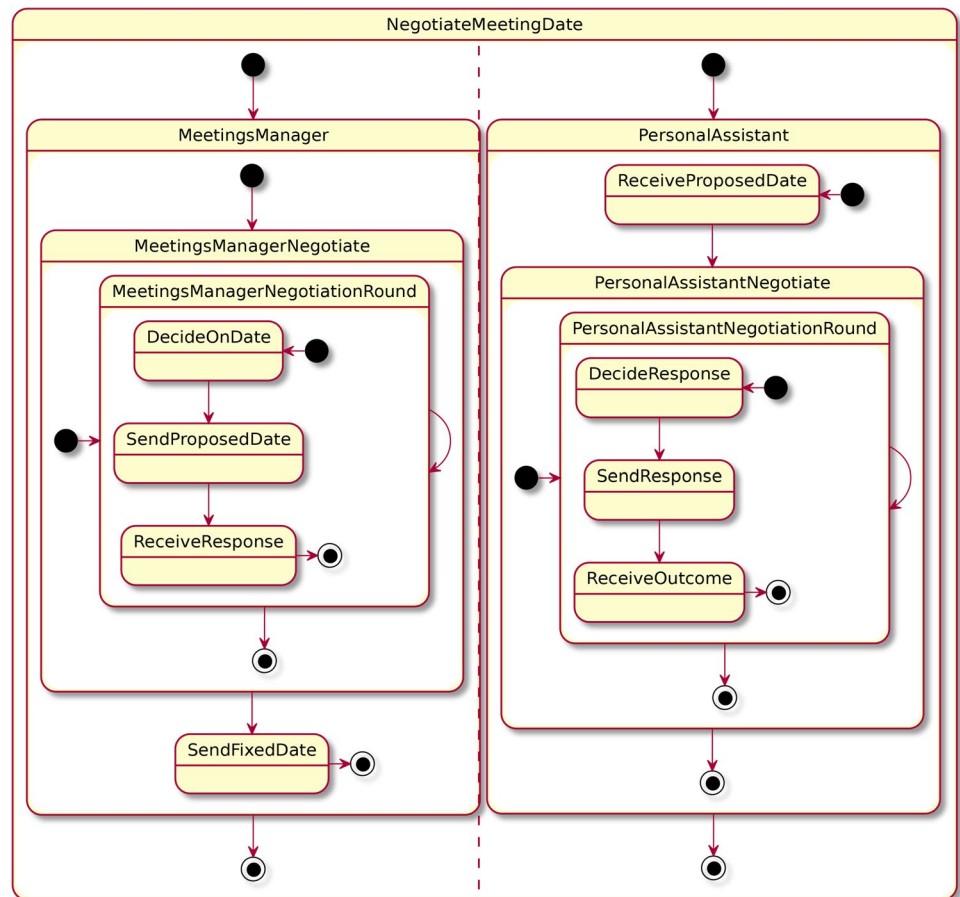 NegotiateMeetingDate
MeetingsManager
MeetingsManagerNegotiate
MeetingsManagerNegotiationRound
DecideOnDate
SendProposedDate
ReceiveResponse
SendFixedDate
PersonalAssistant
ReceiveProposedDate
PersonalAssistantNegotiate
PersonalAssistantNegotiationRound
DecideResponse
SendResponse
ReceiveOutcome